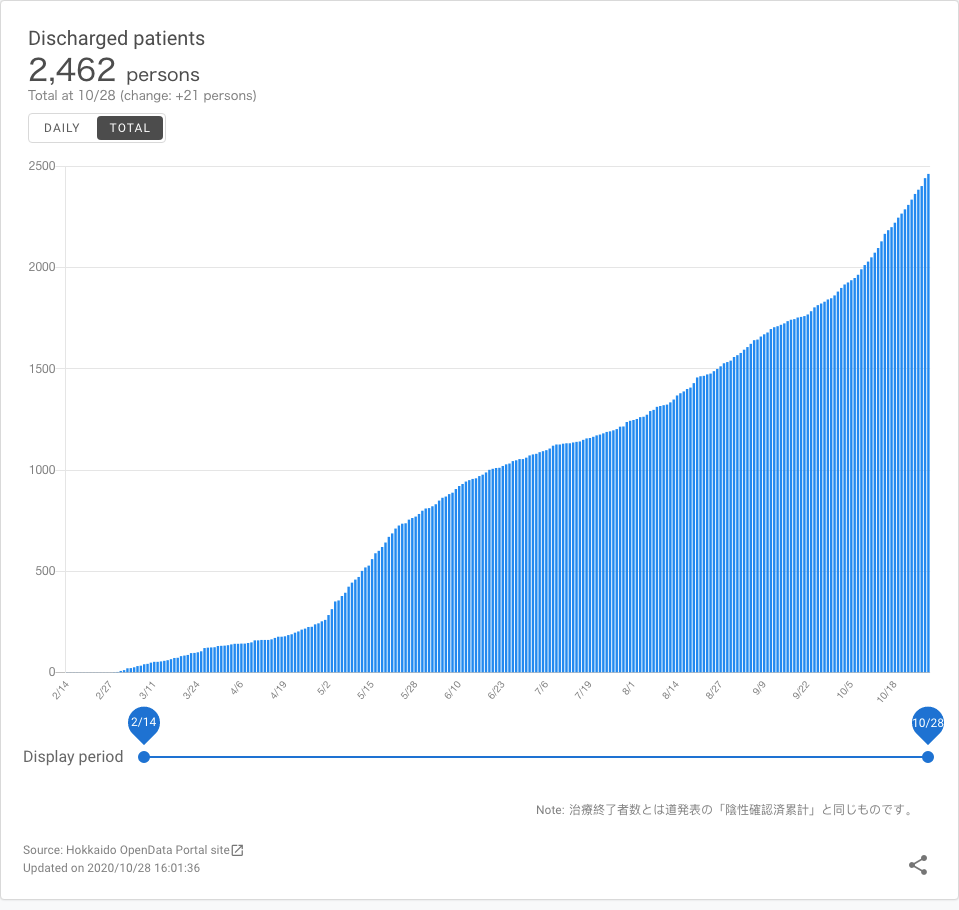 Discharged patients
2,462 persons
Total at 10/28 (change: +21 persons)
DAILY TOTAL
2500
2000
1500
1000
500
0
2/14 2/27 3/11 3/24 4/6 4/19 5/2 5/15 5/28 6/10 6/23 7/6 7/19 8/1 8/14 8/27 9/9 9/22 10/5 10/18
2/14 10/28
Display period
Note: 治療終了者数とは道発表の「陰性確認済累計」と同じものです。
Source: Hokkaido OpenData Portal site
Updated on 2020/10/28 16:01:36